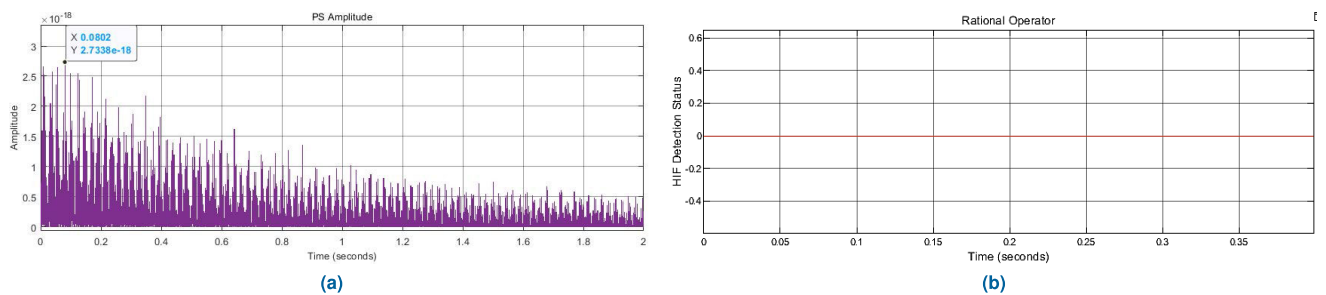 PS Amplitude
×10⁻¹⁸
X 0.0802
Y 2.7338e-18
3
2.5
2
1.5
1
0.5
0
Amplitude
0 0.2 0.4 0.6 0.8 1 1.2 1.4 1.6 1.8 2
Time (seconds)
(a)
Rational Operator
0.6
0.4
0.2
0
-0.2
-0.4
HIF Detection Status
0 0.05 0.1 0.15 0.2 0.25 0.3 0.35
Time (seconds)
(b)